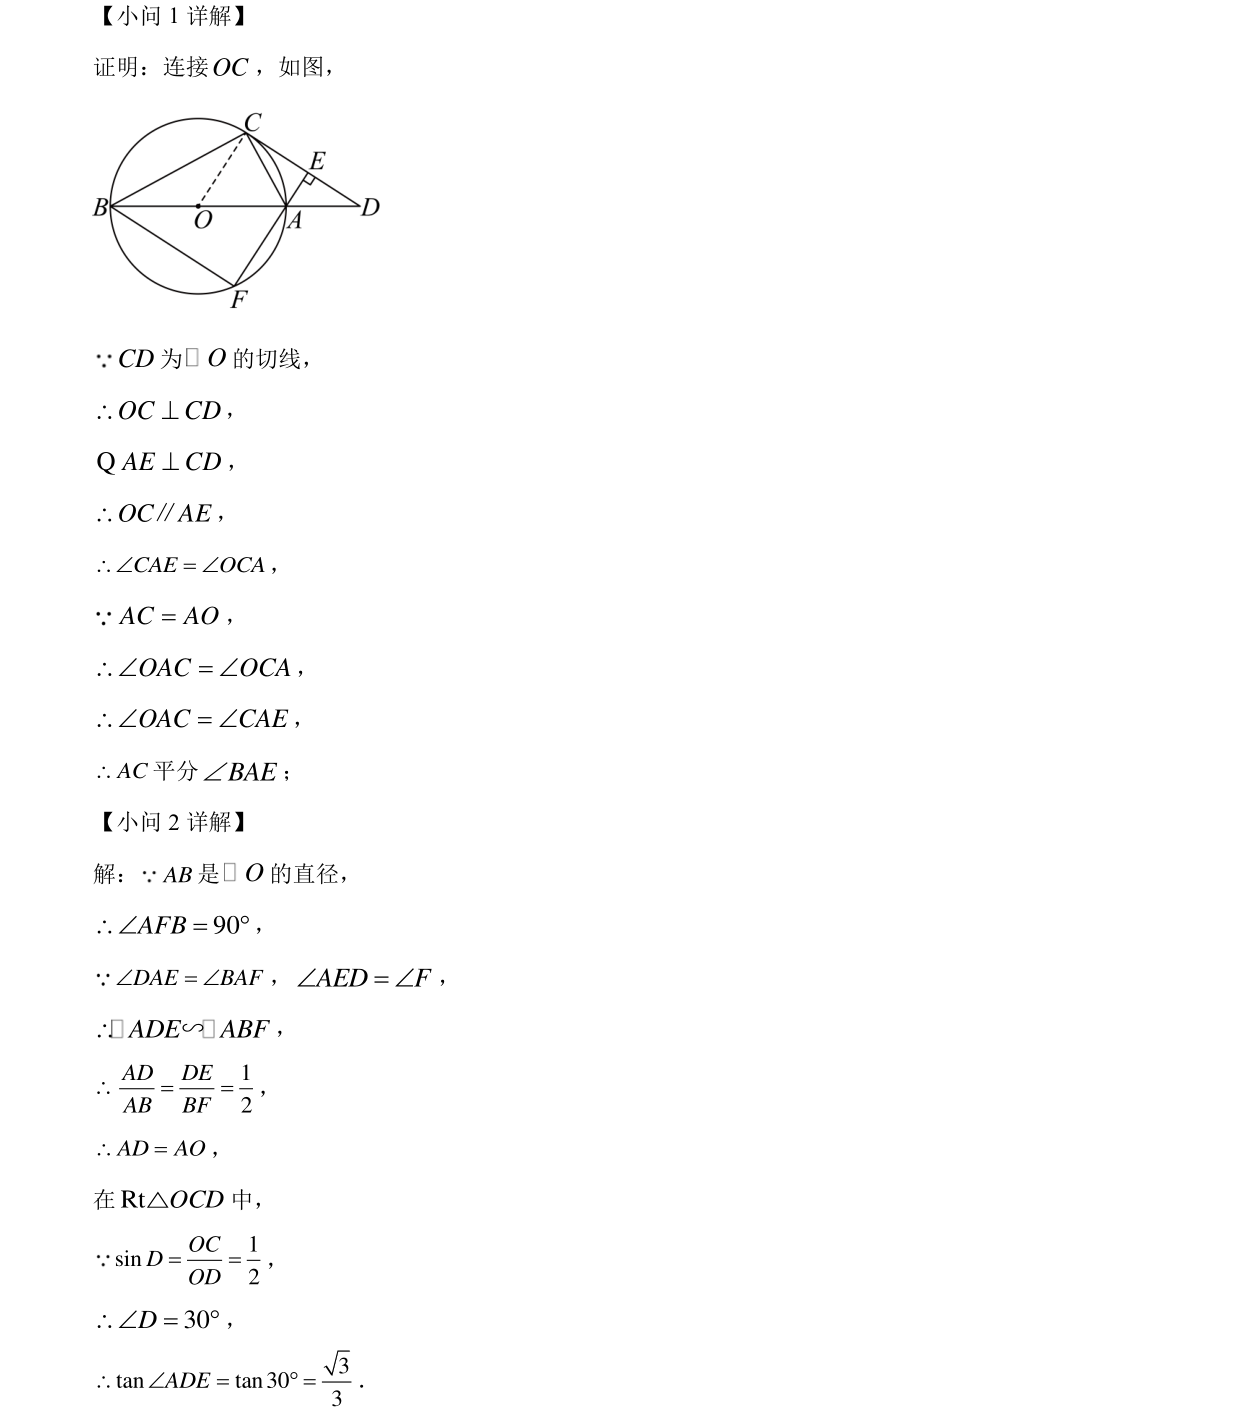 【小问 1 详解】
证明：连接OC，如图，
C
E
B
O
A
D
F
∵CD 为□ O 的切线，
∴OC⊥CD，
Q AE⊥CD，
∴OC∥AE，
∴∠CAE=∠OCA，
∵AC=AO，
∴∠OAC=∠OCA，
∴∠OAC=∠CAE，
∴AC 平分∠BAE；
【小问 2 详解】
解：∵AB 是□ O 的直径，
∴∠AFB=90°，
∵∠DAE=∠BAF，∠AED=∠F，
∴□ ADE∽□ ABF，
∴AD/AB=DE/BF=1/2，
∴AD=AO，
在 Rt△OCD 中，
∵sin D=OC/OD=1/2，
∴∠D=30°，
∴tan∠ADE=tan30°=√3/3．